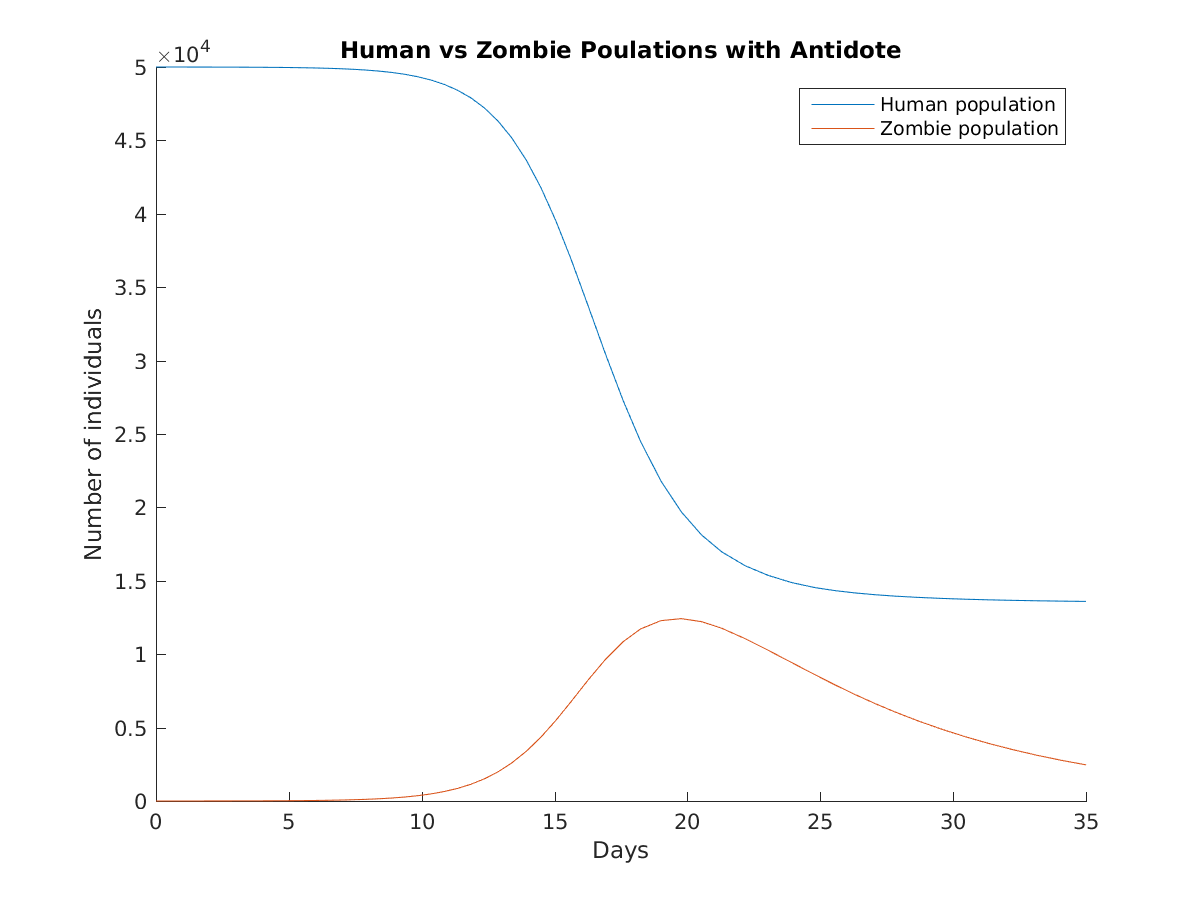 Human vs Zombie Poulations with Antidote
×10⁴
Human population
Zombie population
5
4.5
4
3.5
3
2.5
2
1.5
1
0.5
0
Number of individuals
0 5 10 15 20 25 30 35
Days